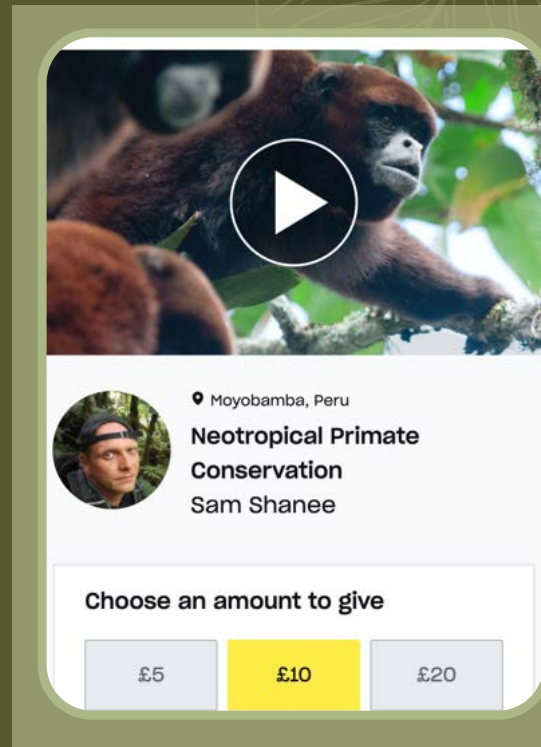 Moyobamba, Peru
Neotropical Primate
Conservation
Sam Shanee
Choose an amount to give
£5 £10 £20